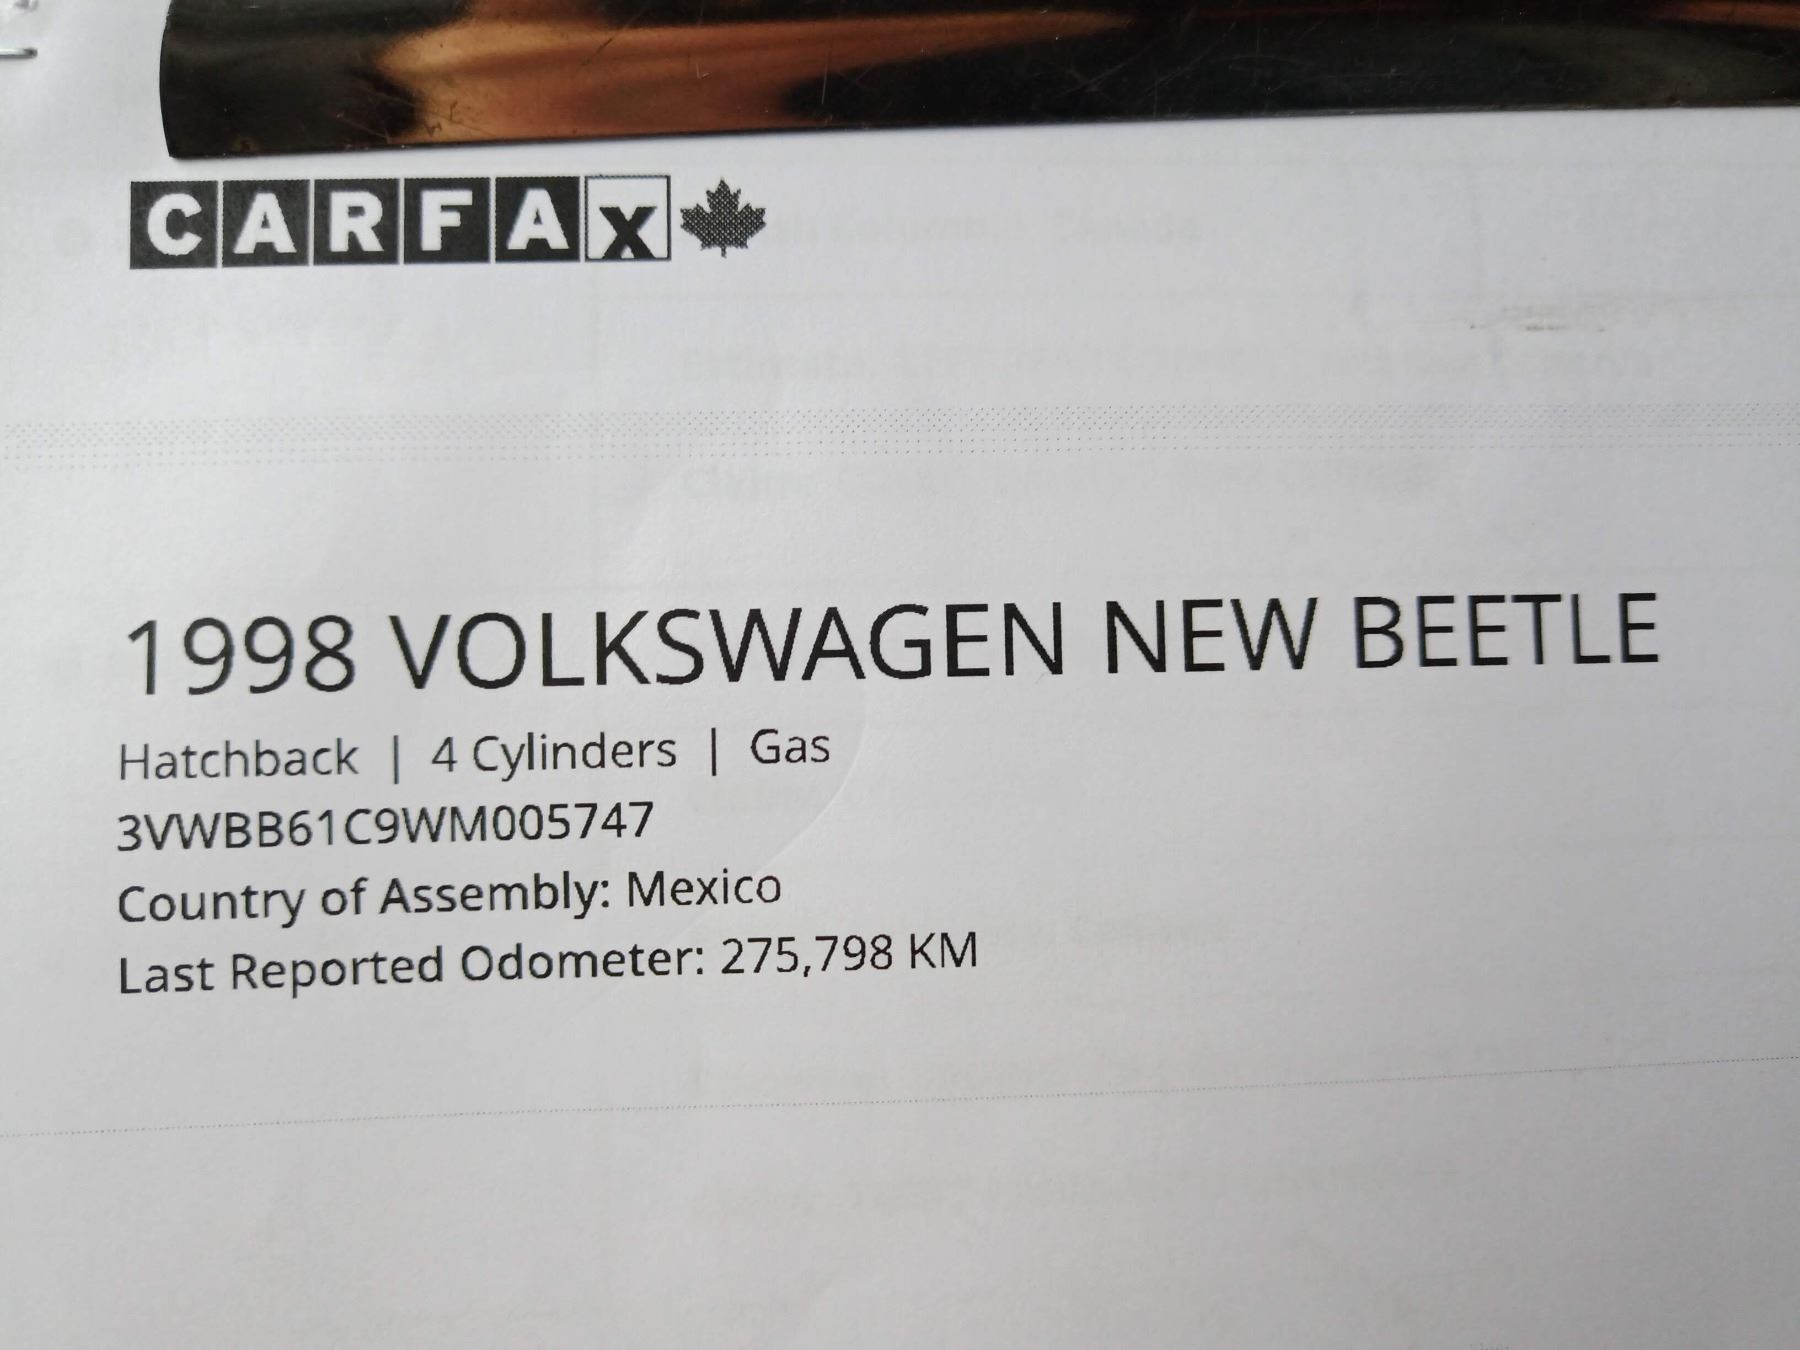 CARFAX
1998 VOLKSWAGEN NEW BEETLE
Hatchback | 4 Cylinders | Gas
3VWBB61C9WM005747
Country of Assembly: Mexico
Last Reported Odometer: 275,798 KM